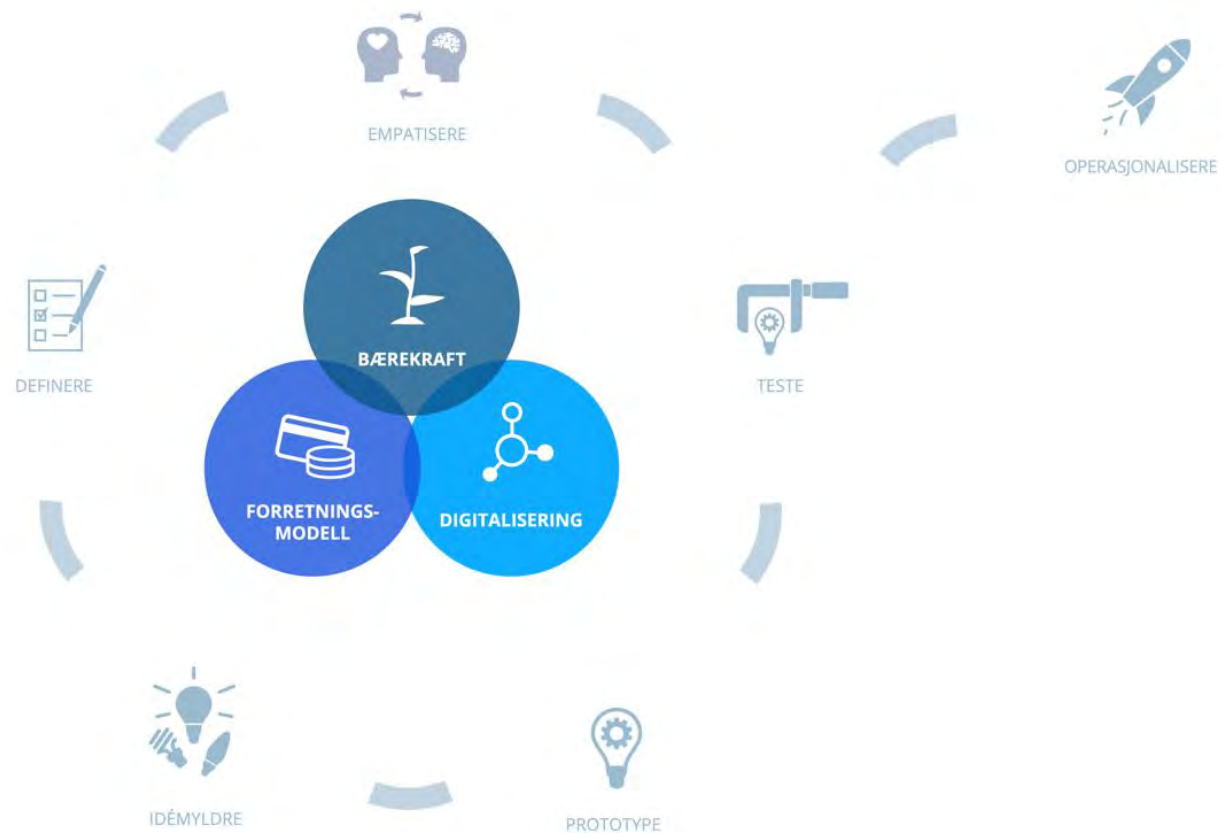 EMPATISERE
OPERASJONALISERE
BÆREKRAFT
DEFINERE
TESTE
FORRETNINGS-
MODELL
DIGITALISERING
IDÉMYLDRE
PROTOTYPE